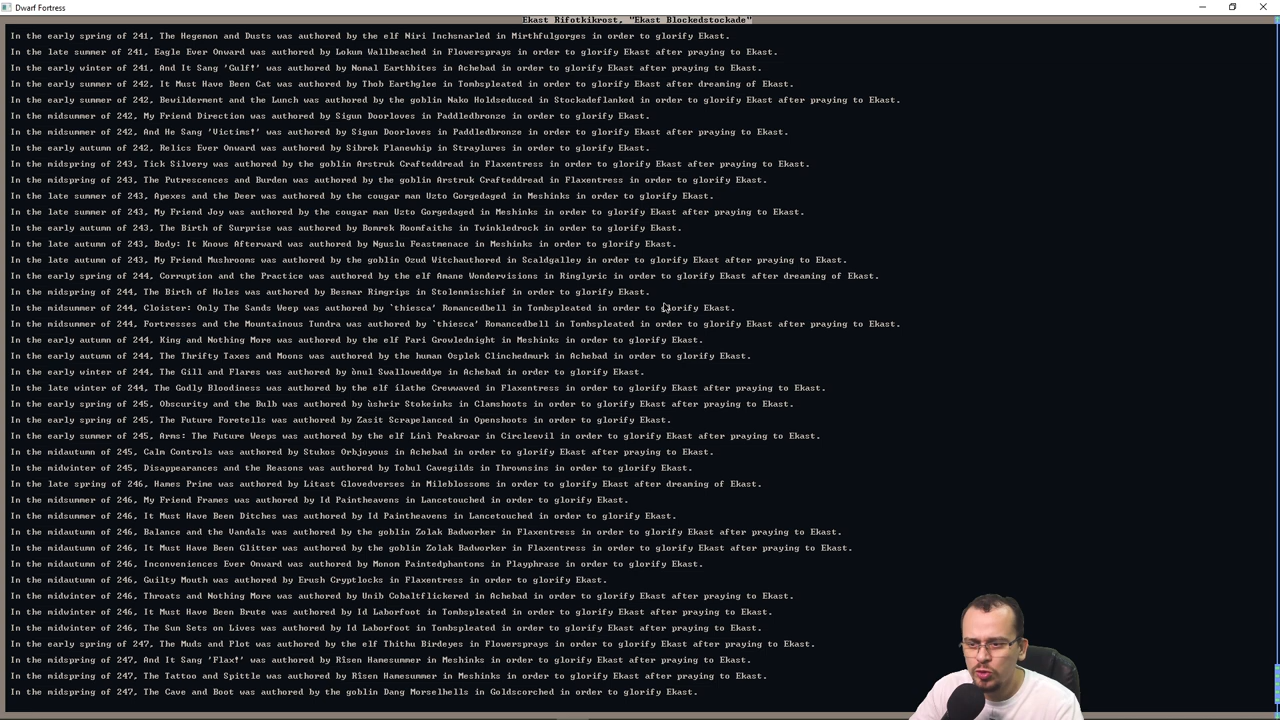 Dwarf Fortress
Ekast Rifotkikrost, "Ekast Blockedstockade"
In the early spring of 241, The Hegemon and Dusts was authored by the elf Niri Inchsnarled in Mirthfulgorges in order to glorify Ekast.
In the late summer of 241, Eagle Ever Onward was authored by Lokum Wallbeached in Flowersprays in order to glorify Ekast after praying to Ekast.
In the early winter of 241, And It Sang 'Gulf!' was authored by Nomal Earthbites in Achebad in order to glorify Ekast after praying to Ekast.
In the early summer of 242, It Must Have Been Cat was authored by Thob Earthglee in Tombspleated in order to glorify Ekast after dreaming of Ekast.
In the early summer of 242, Bewilderment and the Lunch was authored by the goblin Nako Holdseduced in Stockadeflanked in order to glorify Ekast after praying to Ekast.
In the midsummer of 242, My Friend Direction was authored by Sigun Doorloves in Paddledbronze in order to glorify Ekast.
In the midsummer of 242, And He Sang 'Victims!' was authored by Sigun Doorloves in Paddledbronze in order to glorify Ekast after praying to Ekast.
In the early autumn of 242, Relics Ever Onward was authored by Sibrek Planewhip in Straylures in order to glorify Ekast.
In the midspring of 243, Tick Silvery was authored by the goblin Arstruk Crafteddread in Flaxentress in order to glorify Ekast after praying to Ekast.
In the midspring of 243, The Putrescences and Burden was authored by the goblin Arstruk Crafteddread in Flaxentress in order to glorify Ekast.
In the late summer of 243, Apexes and the Deer was authored by the cougar man Uzto Gorgedaged in Meshinks in order to glorify Ekast.
In the late summer of 243, My Friend Joy was authored by the cougar man Uzto Gorgedaged in Meshinks in order to glorify Ekast after praying to Ekast.
In the early autumn of 243, The Birth of Surprise was authored by Bomrek Roomfaiths in Twinkledrock in order to glorify Ekast.
In the late autumn of 243, Body: It Knows Afterward was authored by Nguslu Feastmenace in Meshinks in order to glorify Ekast.
In the late autumn of 243, My Friend Mushrooms was authored by the goblin Ozud Witchauthored in Scaldgalley in order to glorify Ekast after praying to Ekast.
In the early spring of 244, Corruption and the Practice was authored by the elf Amane Wondervisions in Ringlyric in order to glorify Ekast after dreaming of Ekast.
In the midspring of 244, The Birth of Holes was authored by Besmar Rimgrips in Stolenmischief in order to glorify Ekast.
In the midsummer of 244, Cloister: Only The Sands Weep was authored by `thiesca' Romancedbell in Tombspleated in order to glorify Ekast.
In the midsummer of 244, Fortresses and the Mountainous Tundra was authored by `thiesca' Romancedbell in Tombspleated in order to glorify Ekast after praying to Ekast.
In the early autumn of 244, King and Nothing More was authored by the elf Pari Growlednight in Meshinks in order to glorify Ekast.
In the early autumn of 244, The Thrifty Taxes and Moons was authored by the human Osplek Clinchedmurk in Achebad in order to glorify Ekast.
In the early winter of 244, The Gill and Flares was authored by ònul Swalloweddye in Achebad in order to glorify Ekast.
In the late winter of 244, The Godly Bloodiness was authored by the elf ílathe Crewwaved in Flaxentress in order to glorify Ekast after praying to Ekast.
In the early spring of 245, Obscurity and the Bulb was authored by àshrir Stokeinks in Clamshoots in order to glorify Ekast after praying to Ekast.
In the early spring of 245, The Future Foretells was authored by Zasit Scrapelanced in Openshoots in order to glorify Ekast.
In the early summer of 245, Arms: The Future Weeps was authored by the elf Linì Peakroar in Circleevil in order to glorify Ekast after praying to Ekast.
In the midautumn of 245, Calm Controls was authored by Stukos Orbjoyous in Achebad in order to glorify Ekast after praying to Ekast.
In the midwinter of 245, Disappearances and the Reasons was authored by Tobul Cavegilds in Thrownsins in order to glorify Ekast.
In the late spring of 246, Hames Prime was authored by Litast Glovedverses in Mileblossoms in order to glorify Ekast after dreaming of Ekast.
In the midsummer of 246, My Friend Frames was authored by Id Paintheavens in Lancetouched in order to glorify Ekast.
In the midsummer of 246, It Must Have Been Ditches was authored by Id Paintheavens in Lancetouched in order to glorify Ekast.
In the midautumn of 246, Balance and the Vandals was authored by the goblin Zolak Badworker in Flaxentress in order to glorify Ekast after praying to Ekast.
In the midautumn of 246, It Must Have Been Glitter was authored by the goblin Zolak Badworker in Flaxentress in order to glorify Ekast after praying to Ekast.
In the midautumn of 246, Inconveniences Ever Onward was authored by Monom Paintedphantoms in Playphrase in order to glorify Ekast.
In the midautumn of 246, Guilty Mouth was authored by Erush Cryptlocks in Flaxentress in order to glorify Ekast.
In the midwinter of 246, Throats and Nothing More was authored by Unib Cobaltflickered in Achebad in order to glorify Ekast after praying to Ekast.
In the midwinter of 246, It Must Have Been Brute was authored by Id Laborfoot in Tombspleated in order to glorify Ekast after praying to Ekast.
In the midwinter of 246, The Sun Sets on Lives was authored by Id Laborfoot in Tombspleated in order to glorify Ekast after praying to Ekast.
In the early spring of 247, The Muds and Plot was authored by the elf Thithu Birdeyes in Flowersprays in order to glorify Ekast after praying to Ekast.
In the midspring of 247, And It Sang 'Flax!' was authored by Rîsen Hamesummer in Meshinks in order to glorify Ekast after praying to Ekast.
In the midspring of 247, The Tattoo and Spittle was authored by Rîsen Hamesummer in Meshinks in order to glorify Ekast after praying to Ekast.
In the midspring of 247, The Cave and Boot was authored by the goblin Dang Morselhells in Goldscorched in order to glorify Ekast.